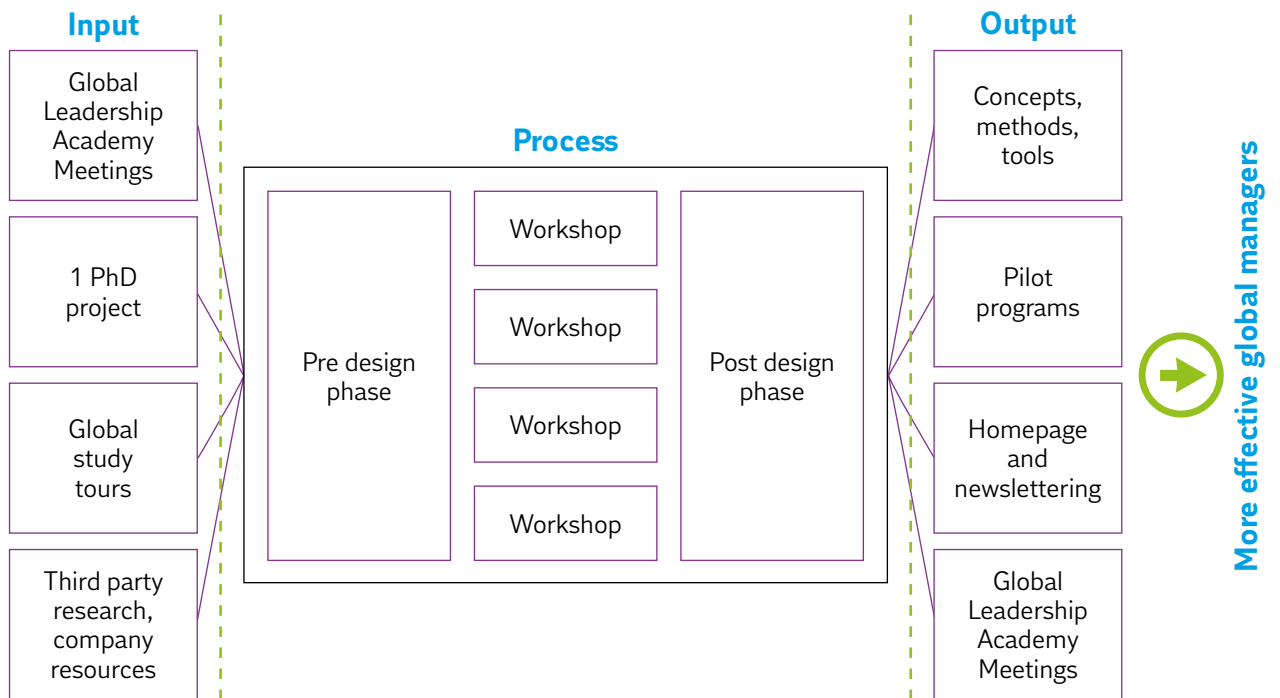 Input
Global
Leadership
Academy
Meetings
1 PhD
project
Global
study
tours
Third party
research,
company
resources
Process
Pre design
phase
Workshop
Workshop
Workshop
Workshop
Post design
phase
Output
Concepts,
methods,
tools
Pilot
programs
Homepage
and
newslettering
Global
Leadership
Academy
Meetings
More effective global managers